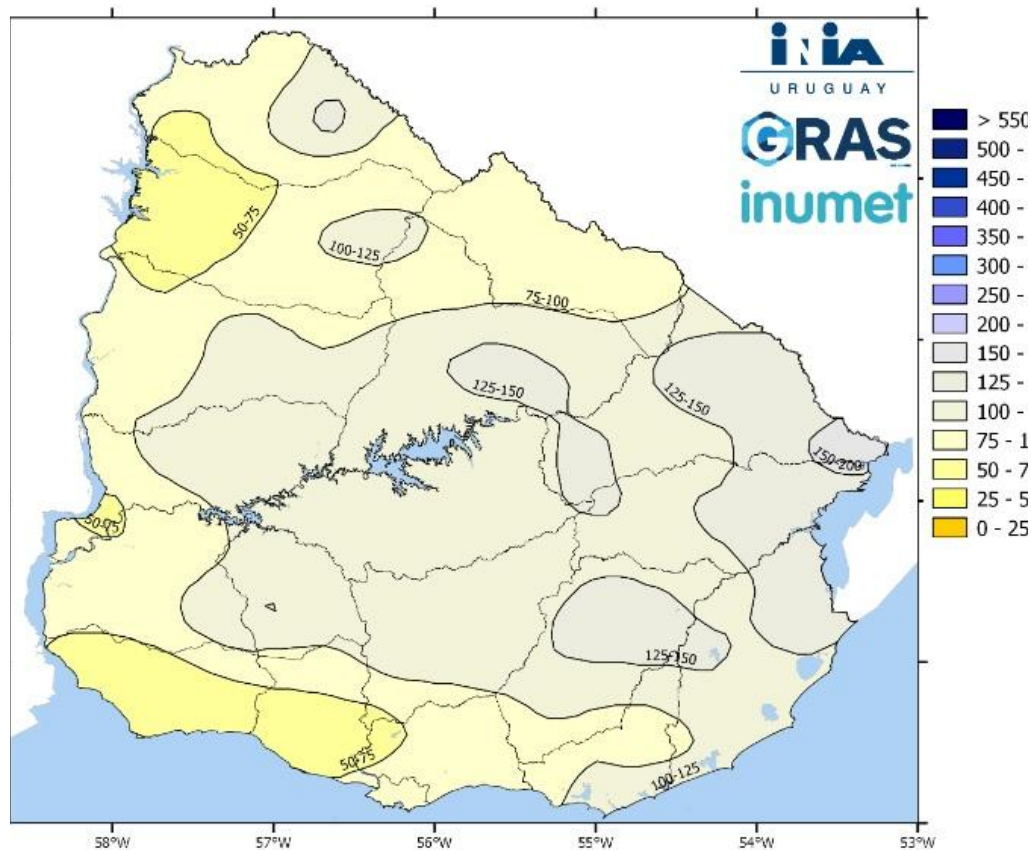 iNiA
URUGUAY
GRAS
inumet
> 550
500 -
450 -
400 -
350 -
300 -
250 -
200 -
150 -
125 -
100 -
75 - 1
50 - 7
25 - 5
0 - 25
50-75
100-125
75-100
125-150
125-150
150-200
50-75
125-150
50-75
100-125
58°W
57°W
56°W
55°W
54°W
53°W